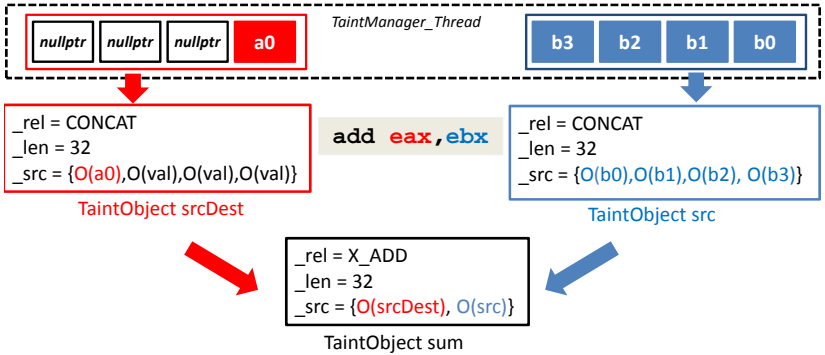 TaintManager_Thread
nullptr nullptr nullptr a0
b3 b2 b1 b0
_rel = CONCAT
_len = 32
_src = {O(a0),O(val),O(val),O(val)}
TaintObject srcDest
add eax,ebx
_rel = CONCAT
_len = 32
_src = {O(b0),O(b1),O(b2), O(b3)}
TaintObject src
_rel = X_ADD
_len = 32
_src = {O(srcDest), O(src)}
TaintObject sum